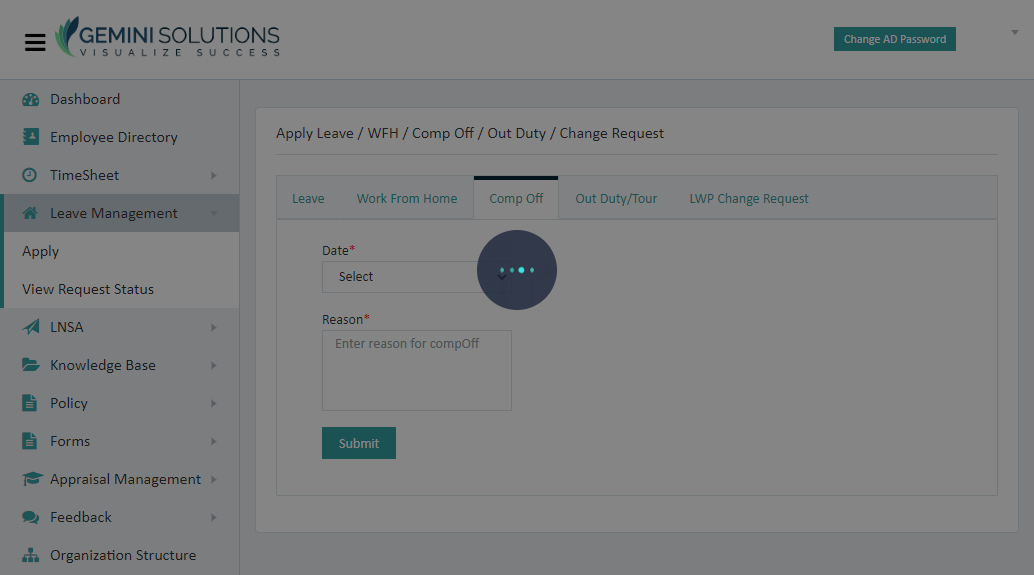 GEMINI SOLUTIONS
VISUALIZE SUCCESS
Change AD Password
Dashboard
Employee Directory
TimeSheet
Leave Management
Apply
View Request Status
LNSA
Knowledge Base
Policy
Forms
Appraisal Management
Feedback
Organization Structure
Apply Leave / WFH / Comp Off / Out Duty / Change Request
Leave Work From Home Comp Off Out Duty/Tour LWP Change Request
Date*
Select
Reason*
Enter reason for compOff
Submit